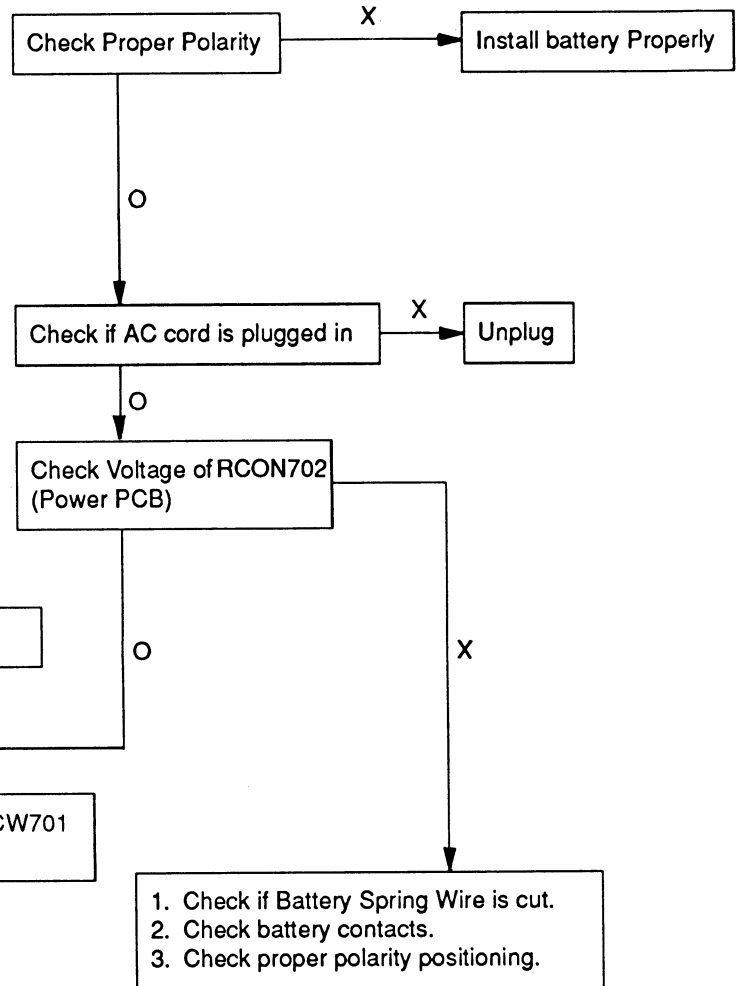 Check Proper Polarity
X
Install battery Properly
O
Check if AC cord is plugged in
X
Unplug
O
Check Voltage of RCON702
(Power PCB)
O
X
CW701
1. Check if Battery Spring Wire is cut.
2. Check battery contacts.
3. Check proper polarity positioning.